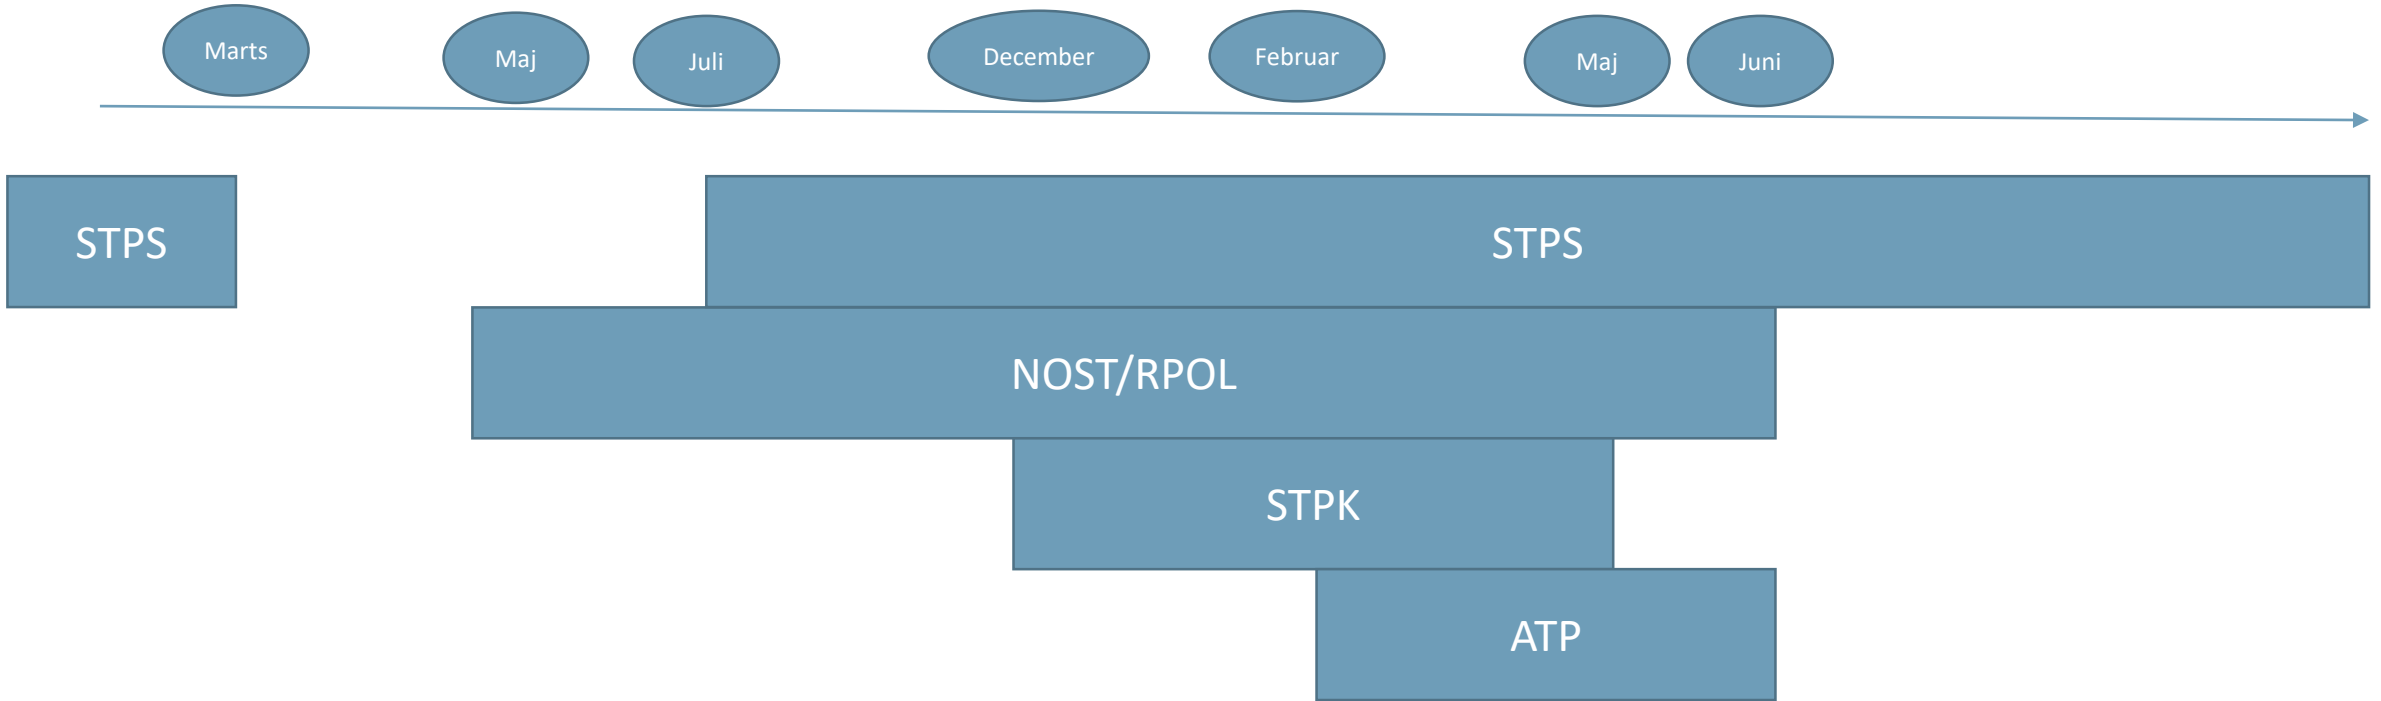 Marts
Maj
Juli
December
Februar
Maj
Juni
STPS
STPS
NOST/RPOL
STPK
ATP